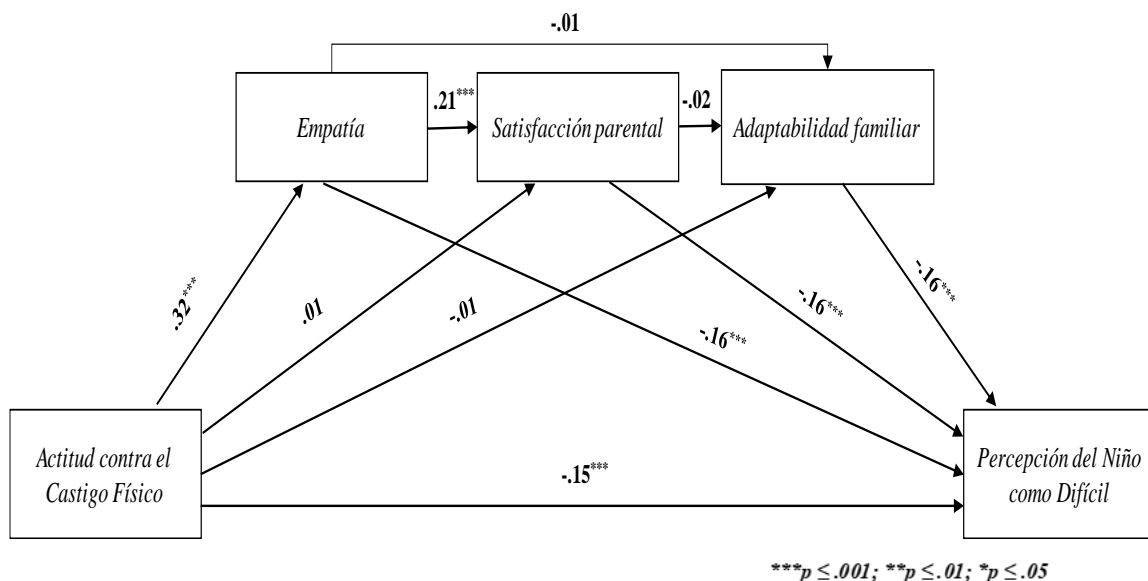 -.01
.21***
-.02
Empatía
Satisfacción parental
Adaptabilidad familiar
.32***
.01
-.01
-.16***
-.16***
-.16***
Actitud contra el
Castigo Físico
-.15***
Percepción del Niño
como Difícil
***p ≤ .001; **p ≤ .01; *p ≤ .05